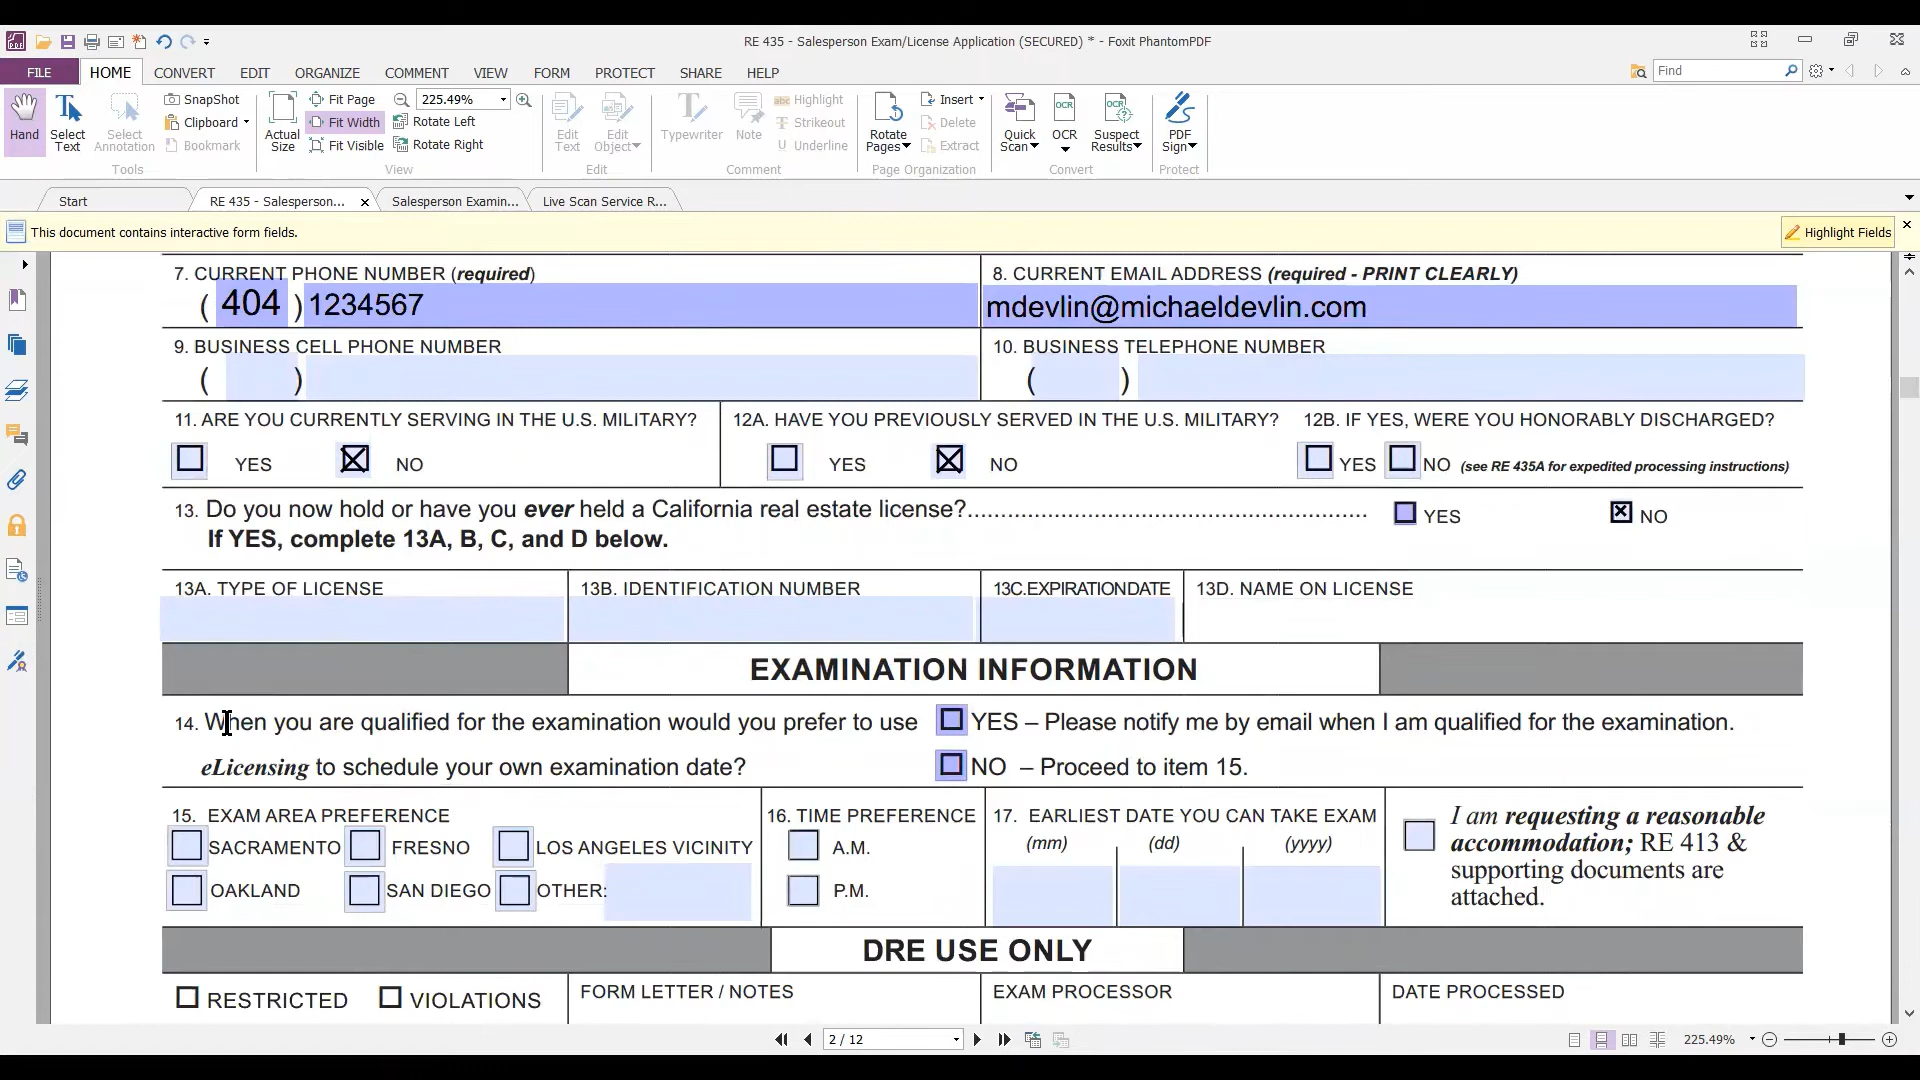 RE 435 - Salesperson Exam/License Application (SECURED) * - Foxit PhantomPDF
FILE HOME CONVERT EDIT ORGANIZE COMMENT VIEW FORM PROTECT SHARE HELP Find
Hand
Select Text
Select Annotation
SnapShot
Clipboard
Bookmark
Tools
Actual Size
Fit Page
Fit Width
Fit Visible
225.49%
Rotate Left
Rotate Right
View
Edit Text
Edit Object
Edit
Typewriter
Note
Highlight
Strikeout
Underline
Comment
Rotate Pages
Insert
Delete
Extract
Page Organization
Quick Scan
OCR
Suspect Results
Convert
PDF Sign
Protect
Start RE 435 - Salesperson... Salesperson Examin... Live Scan Service R...
This document contains interactive form fields. Highlight Fields
7. CURRENT PHONE NUMBER (required)
( 404 ) 1234567
8. CURRENT EMAIL ADDRESS (required - PRINT CLEARLY)
mdevlin@michaeldevlin.com
9. BUSINESS CELL PHONE NUMBER
( )
10. BUSINESS TELEPHONE NUMBER
( )
11. ARE YOU CURRENTLY SERVING IN THE U.S. MILITARY?
YES NO
12A. HAVE YOU PREVIOUSLY SERVED IN THE U.S. MILITARY?
YES NO
12B. IF YES, WERE YOU HONORABLY DISCHARGED?
YES NO (see RE 435A for expedited processing instructions)
13. Do you now hold or have you ever held a California real estate license?............................................................ YES NO
If YES, complete 13A, B, C, and D below.
13A. TYPE OF LICENSE
13B. IDENTIFICATION NUMBER
13C.EXPIRATIONDATE
13D. NAME ON LICENSE
EXAMINATION INFORMATION
14. When you are qualified for the examination would you prefer to use
eLicensing to schedule your own examination date?
YES – Please notify me by email when I am qualified for the examination.
NO – Proceed to item 15.
15. EXAM AREA PREFERENCE
SACRAMENTO FRESNO LOS ANGELES VICINITY
OAKLAND SAN DIEGO OTHER:
16. TIME PREFERENCE
A.M.
P.M.
17. EARLIEST DATE YOU CAN TAKE EXAM
(mm) (dd) (yyyy)
I am requesting a reasonable
accommodation; RE 413 &
supporting documents are
attached.
DRE USE ONLY
RESTRICTED VIOLATIONS
FORM LETTER / NOTES
EXAM PROCESSOR
DATE PROCESSED
2 / 12
225.49%